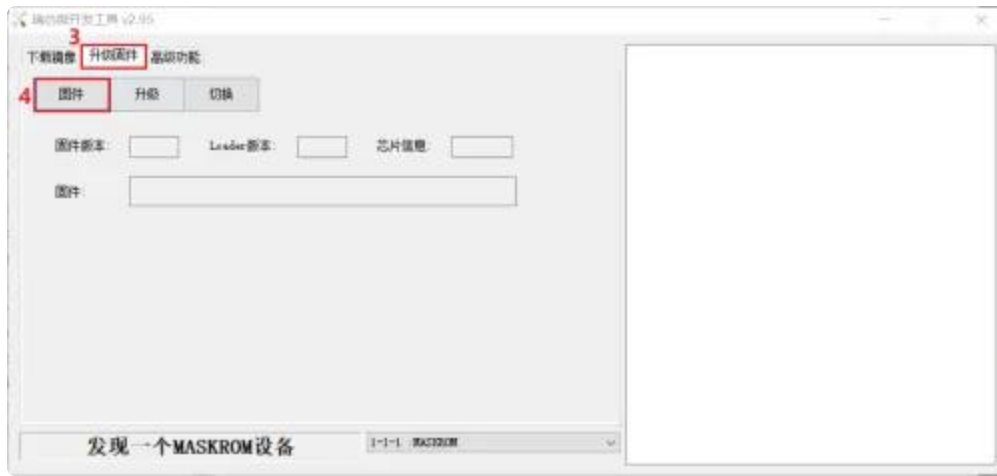 瑞芯微开发工具 v2.95
3
下载镜像 升级固件 高级功能
4 固件 升级 切换
固件版本: Loader版本: 芯片信息:
固件:
发现一个MASKROM设备 1-1-1 :MASKROM